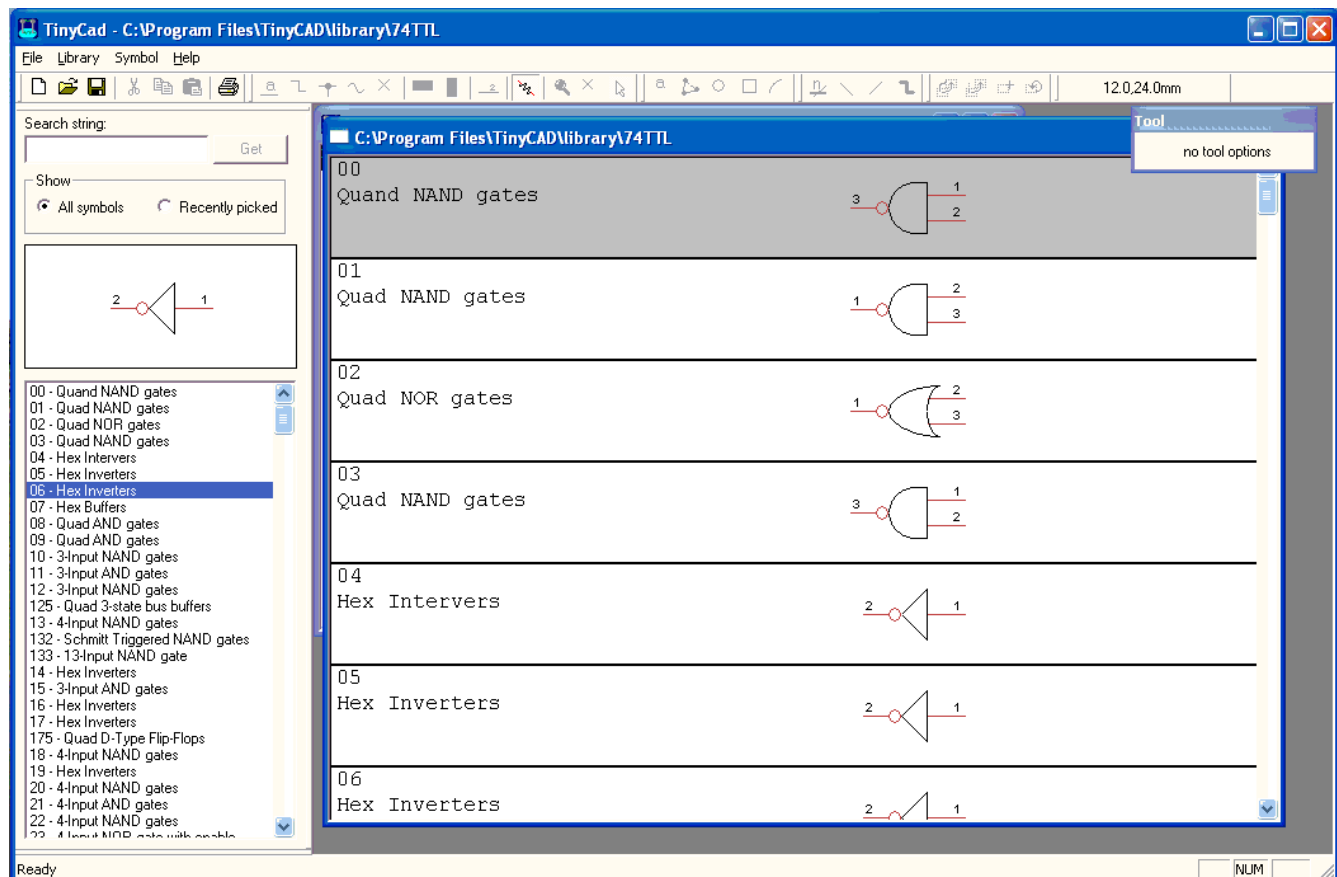 TinyCad - C:\Program Files\TinyCAD\library\74TTL
File Library Symbol Help
12.0,24.0mm
Search string:
Get
Show
All symbols Recently picked
2 1
00 - Quand NAND gates
01 - Quad NAND gates
02 - Quad NOR gates
03 - Quad NAND gates
04 - Hex Intervers
05 - Hex Inverters
06 - Hex Inverters
07 - Hex Buffers
08 - Quad AND gates
09 - Quad AND gates
10 - 3-Input NAND gates
11 - 3-Input AND gates
12 - 3-Input NAND gates
125 - Quad 3-state bus buffers
13 - 4-Input NAND gates
132 - Schmitt Triggered NAND gates
133 - 13-Input NAND gate
14 - Hex Inverters
15 - 3-Input AND gates
16 - Hex Inverters
17 - Hex Inverters
175 - Quad D-Type Flip-Flops
18 - 4-Input NAND gates
19 - Hex Inverters
20 - 4-Input NAND gates
21 - 4-Input AND gates
22 - 4-Input NAND gates
23 - 4-Input NOR gate with enable
C:\Program Files\TinyCAD\library\74TTL
00
Quand NAND gates
3 1 2
01
Quad NAND gates
1 2 3
02
Quad NOR gates
1 2 3
03
Quad NAND gates
3 1 2
04
Hex Intervers
2 1
05
Hex Inverters
2 1
06
Hex Inverters
2 1
Tool
no tool options
Ready
NUM